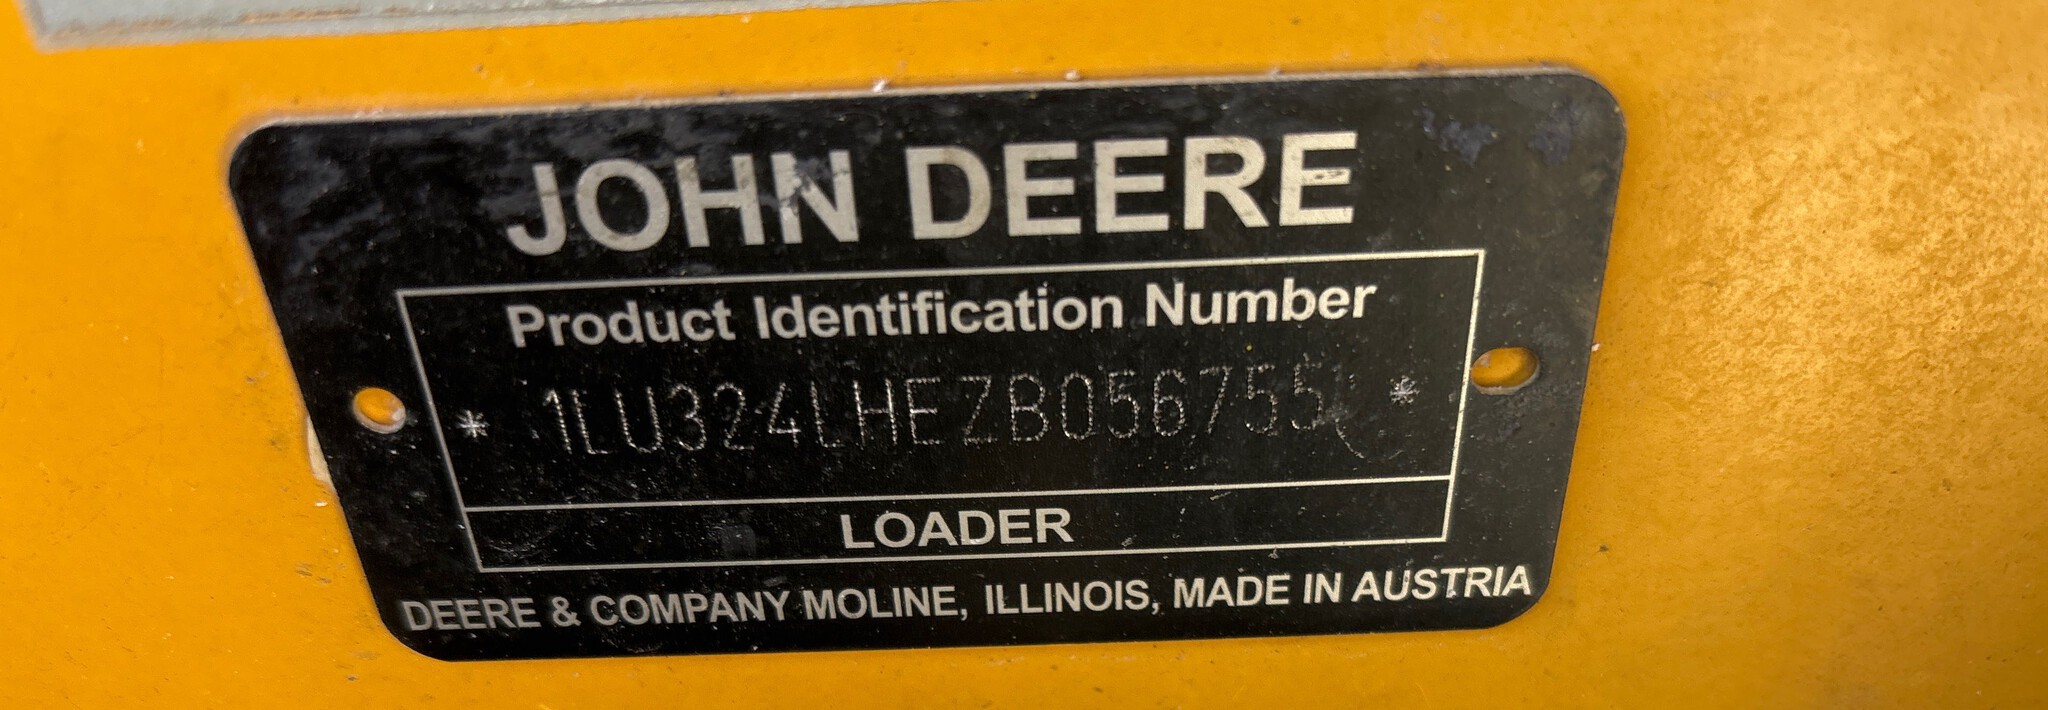 JOHN DEERE
Product Identification Number
* 1LU324LHEZB056755 *
LOADER
DEERE & COMPANY MOLINE, ILLINOIS, MADE IN AUSTRIA